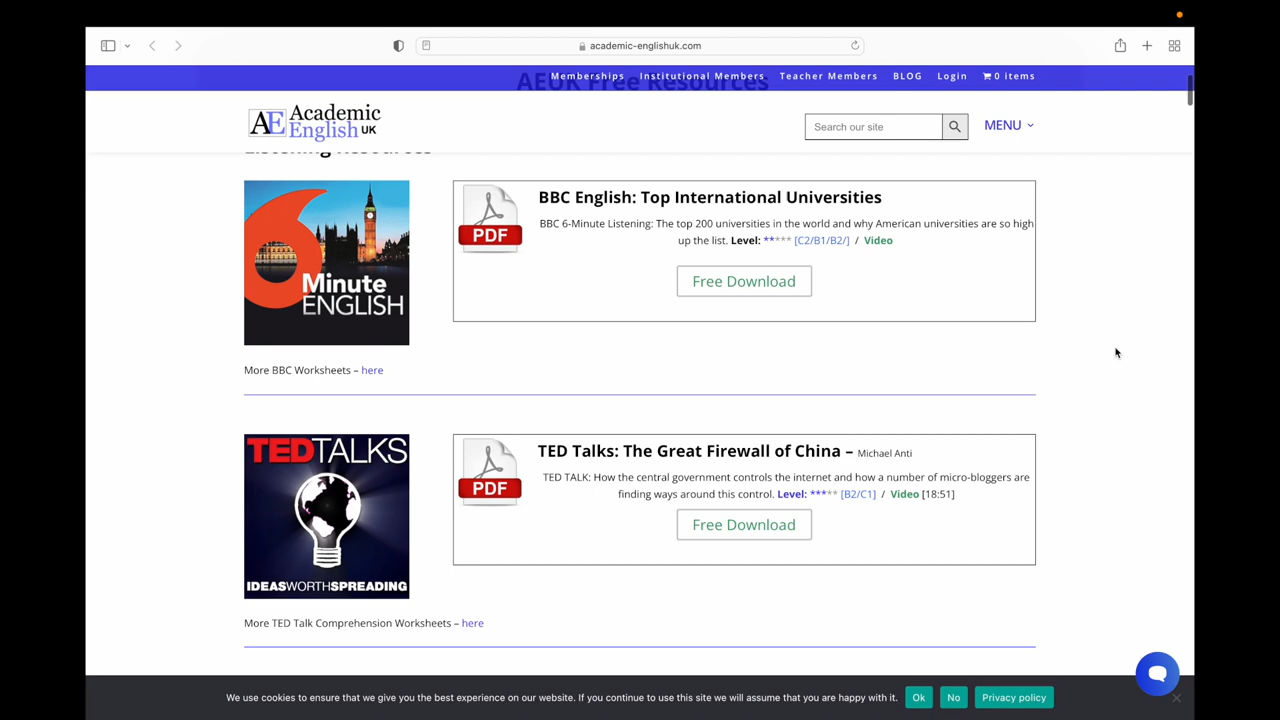 academic-englishuk.com
Memberships Institutional Members Teacher Members BLOG Login 0 items
AEUK Free Resources
AE Academic English UK
Search our site
MENU
Listening Resources
6 Minute ENGLISH
PDF
BBC English: Top International Universities
BBC 6-Minute Listening: The top 200 universities in the world and why American universities are so high
up the list. Level: ***** [C2/B1/B2/] / Video
Free Download
More BBC Worksheets – here
TEDTALKS
IDEASWORTHSPREADING
PDF
TED Talks: The Great Firewall of China – Michael Anti
TED TALK: How the central government controls the internet and how a number of micro-bloggers are
finding ways around this control. Level: ***** [B2/C1] / Video [18:51]
Free Download
More TED Talk Comprehension Worksheets – here
We use cookies to ensure that we give you the best experience on our website. If you continue to use this site we will assume that you are happy with it. Ok No Privacy policy